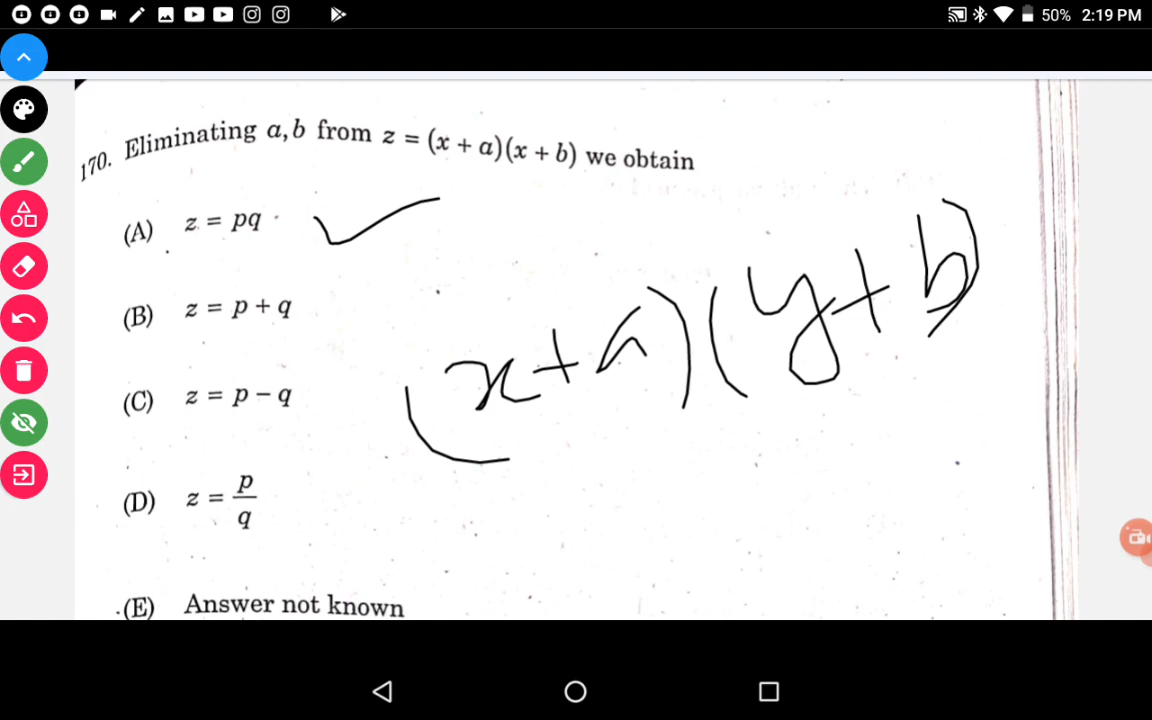 50% 2:19 PM
170. Eliminating a, b from z = (x + a)(x + b) we obtain
(A) z = pq
(x+a)(y+b)
(B) z = p + q
(C) z = p − q
(D) z = p/q
(E) Answer not known